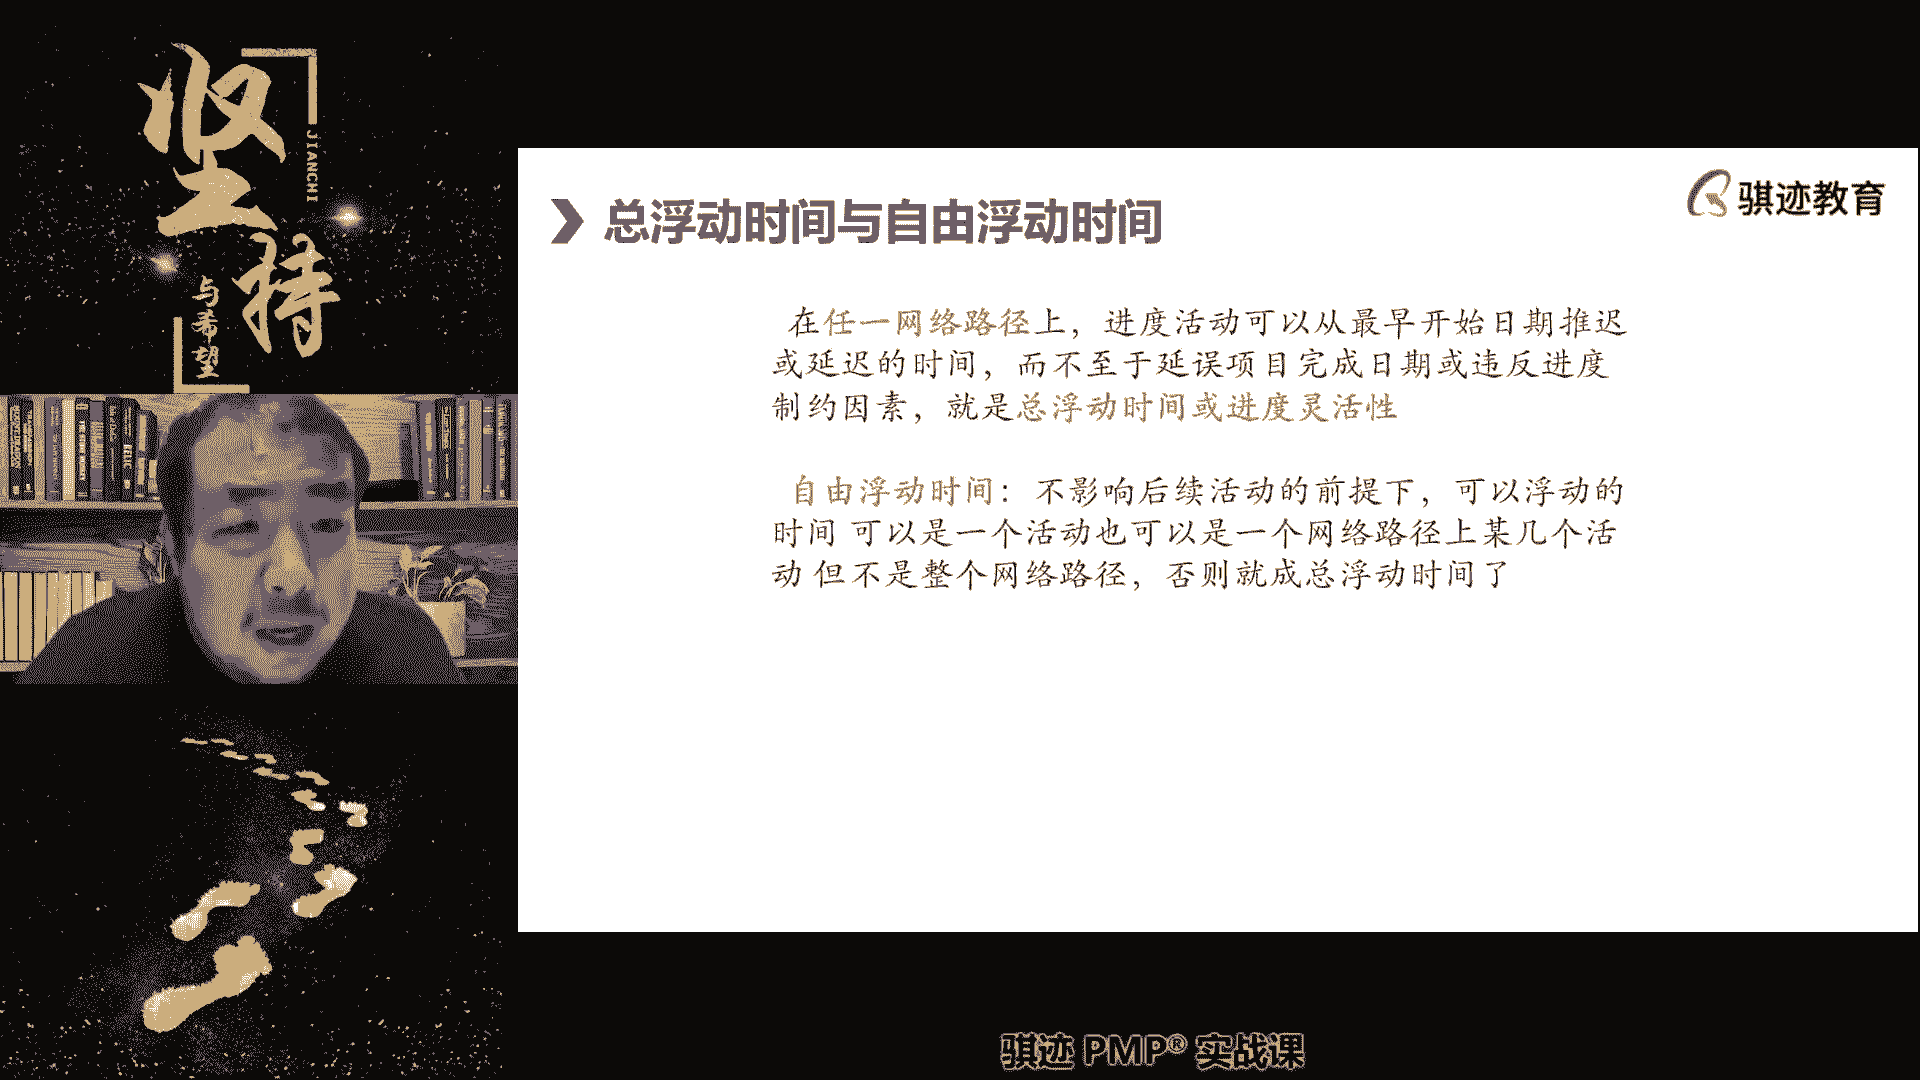 坚持
JIANCHI
与希望
骐迹教育
总浮动时间与自由浮动时间
在任一网络路径上，进度活动可以从最早开始日期推迟
或延迟的时间，而不至于延误项目完成日期或违反进度
制约因素，就是总浮动时间或进度灵活性
自由浮动时间：不影响后续活动的前提下，可以浮动的
时间 可以是一个活动也可以是一个网络路径上某几个活
动 但不是整个网络路径，否则就成总浮动时间了
骐迹 PMP® 实战课